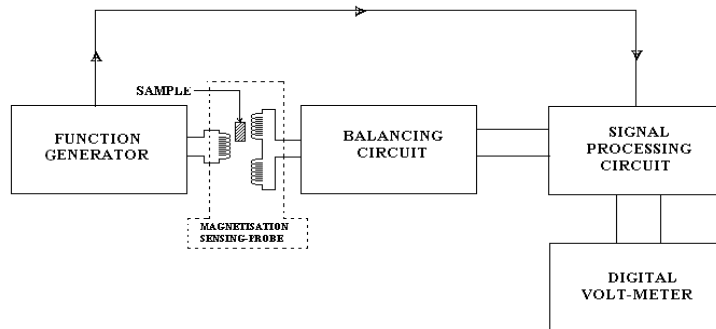 SAMPLE
FUNCTION
GENERATOR
BALANCING
CIRCUIT
SIGNAL
PROCESSING
CIRCUIT
MAGNETISATION
SENSING-PROBE
DIGITAL
VOLT-METER